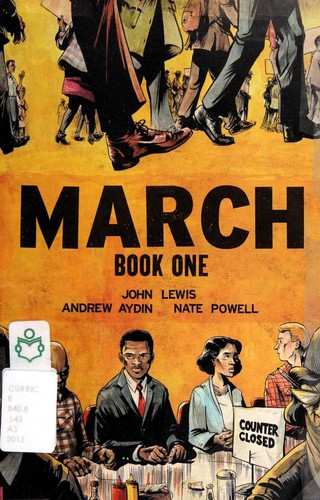 MARCH
BOOK ONE
JOHN LEWIS
ANDREW AYDIN NATE POWELL
CURRIC
E
840.8
.L43
A3
2013
COUNTER
CLOSED